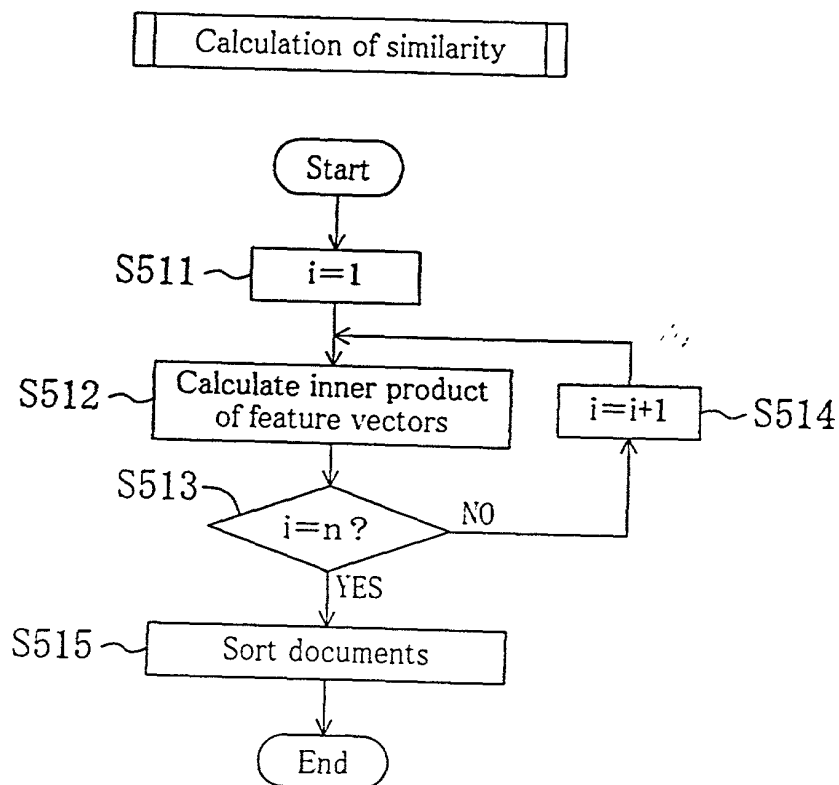 Calculation of similarity
Start
S511
i=1
S512
Calculate inner product
of feature vectors
i=i+1
S514
S513
i=n?
NO
YES
S515
Sort documents
End